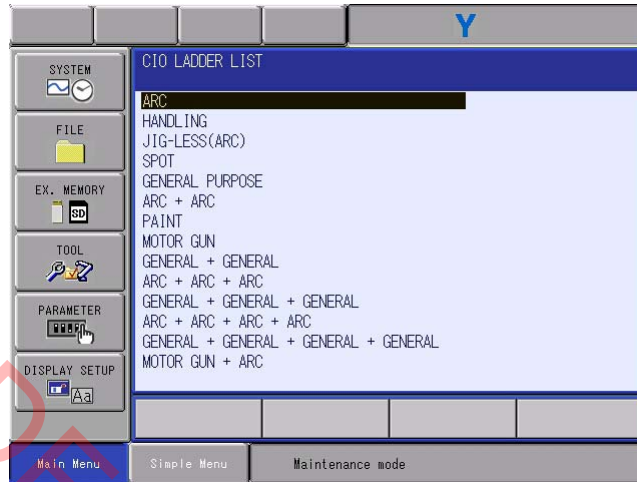 Y
SYSTEM
FILE
EX. MEMORY
SD
TOOL
PARAMETER
DISPLAY SETUP
Aa
CIO LADDER LIST
ARC
HANDLING
JIG-LESS(ARC)
SPOT
GENERAL PURPOSE
ARC + ARC
PAINT
MOTOR GUN
GENERAL + GENERAL
ARC + ARC + ARC
GENERAL + GENERAL + GENERAL
ARC + ARC + ARC + ARC
GENERAL + GENERAL + GENERAL + GENERAL
MOTOR GUN + ARC
Main Menu
Simple Menu
Maintenance mode